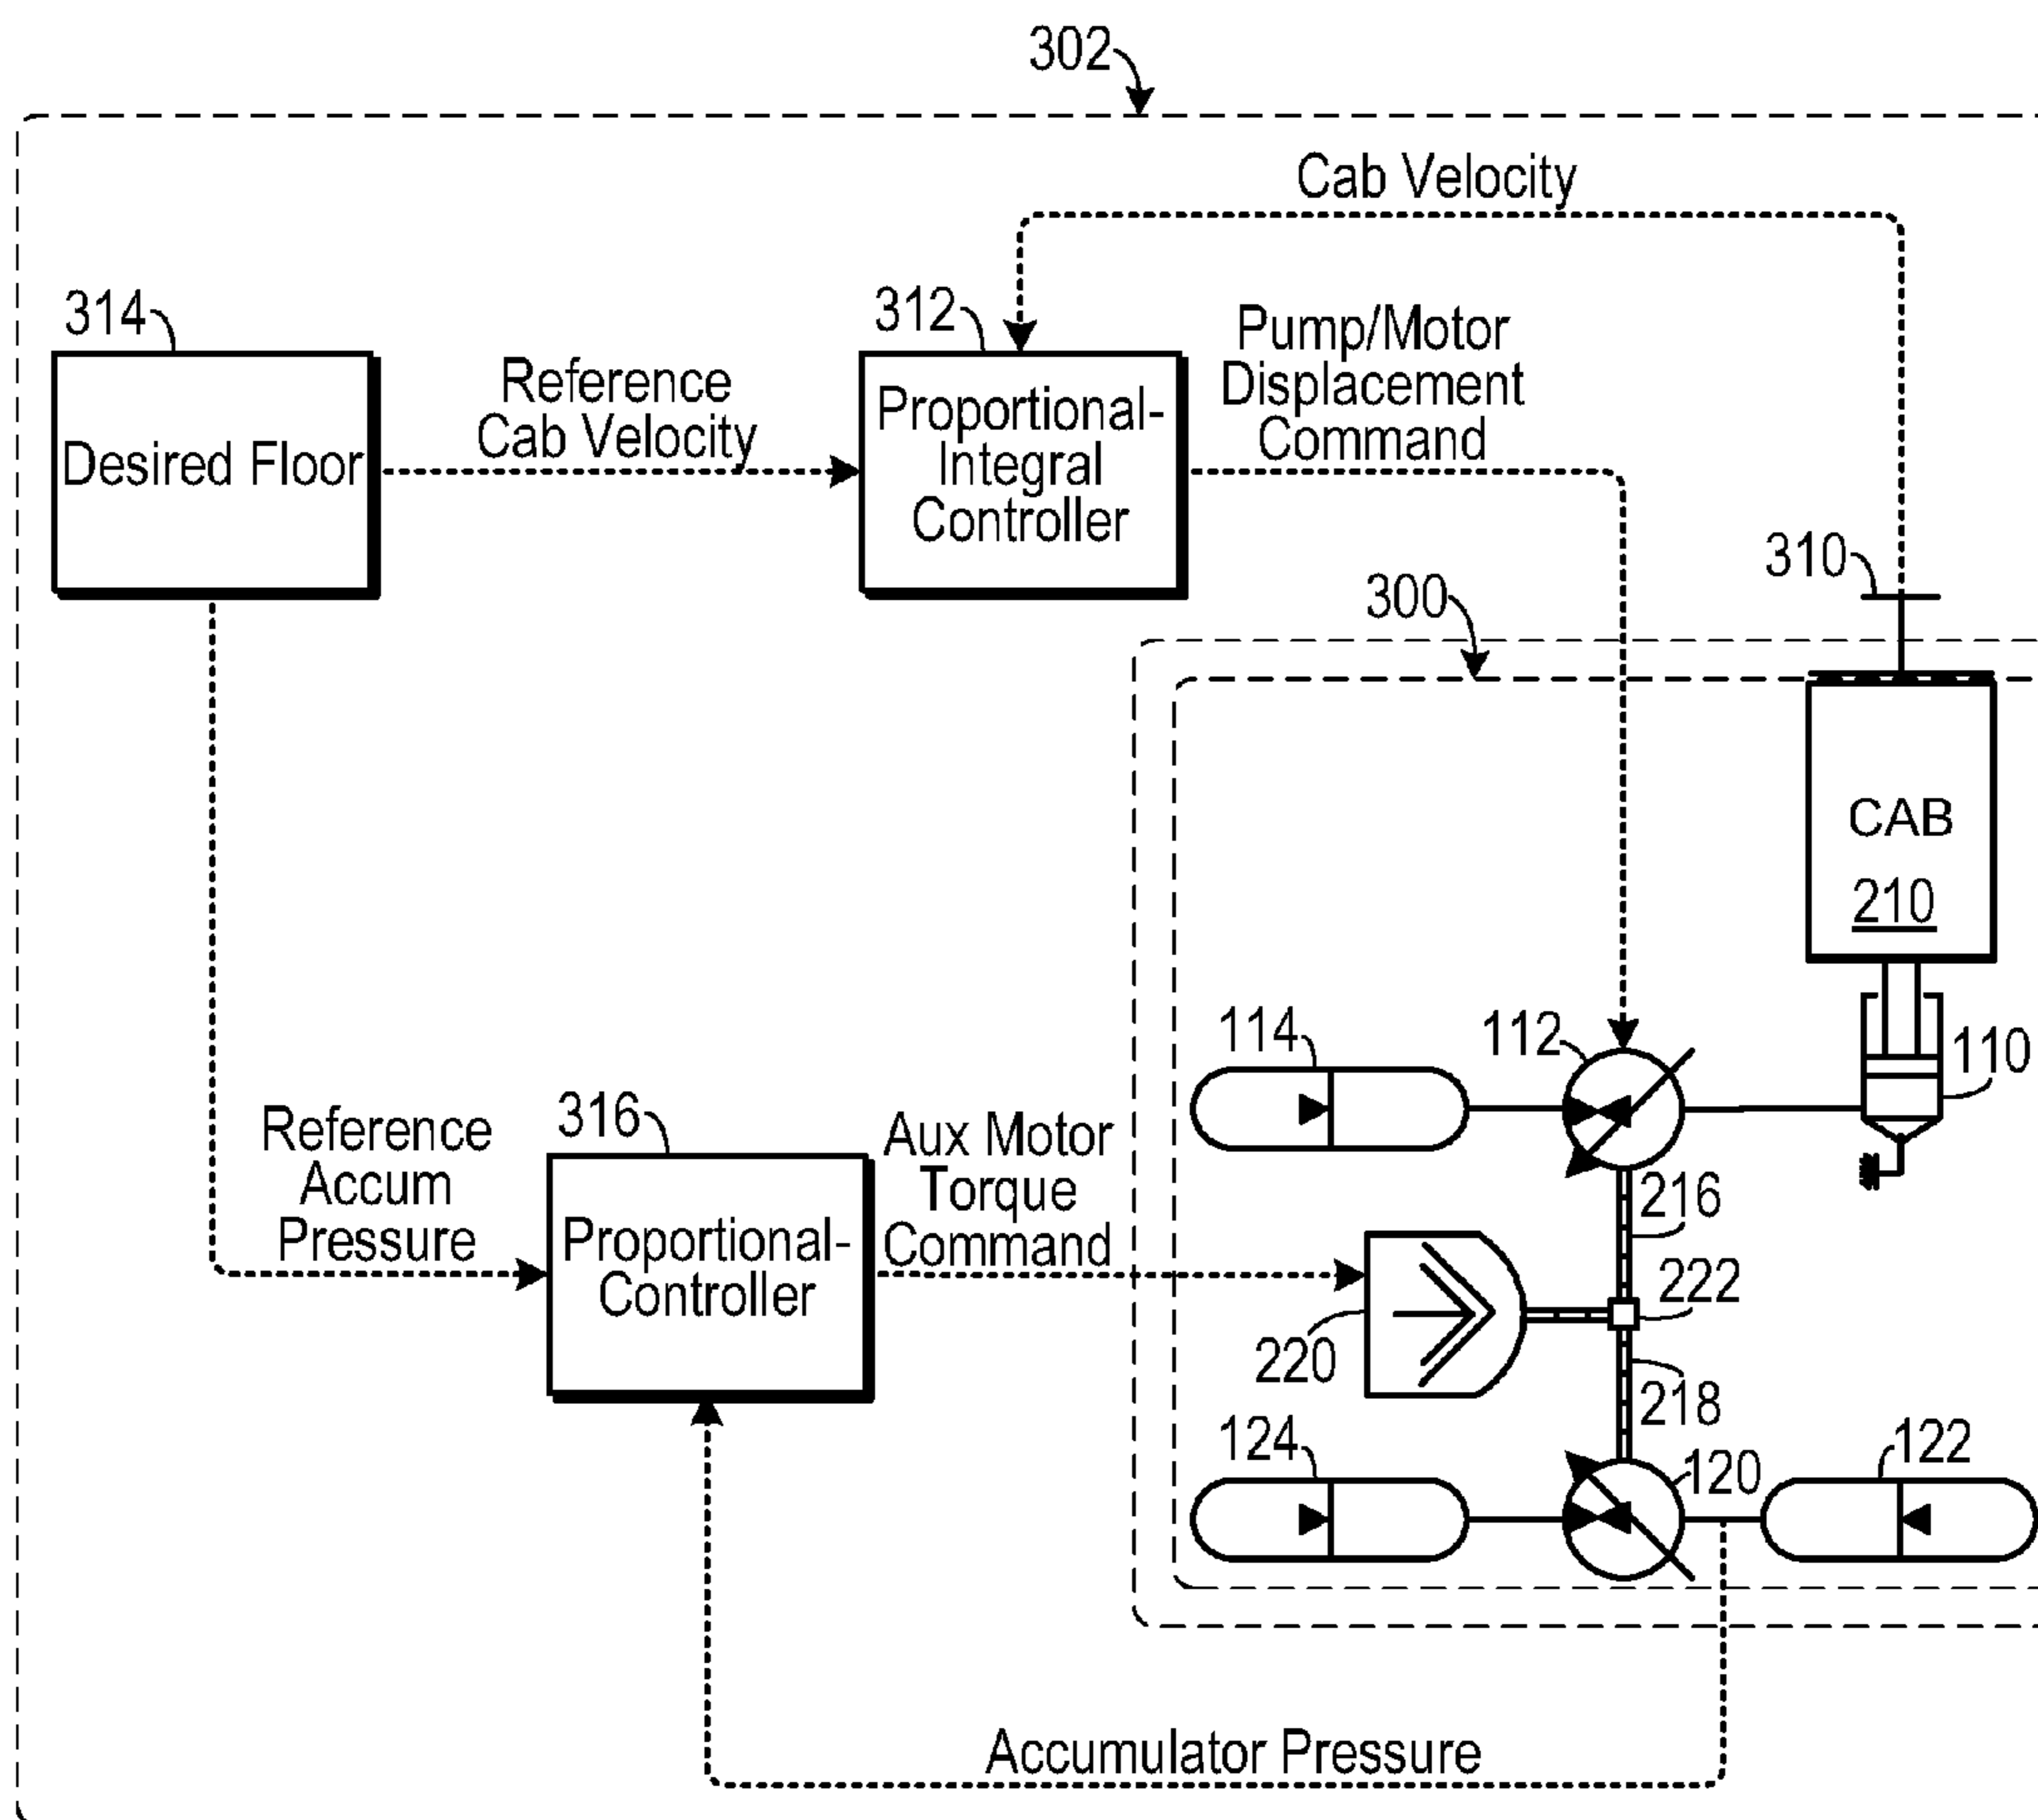 302
Cab Velocity
314
312
Reference
Cab Velocity
Pump/Motor
Displacement
Command
Desired Floor
Proportional-
Integral
Controller
310
300
CAB
210
114
112
110
Reference
Accum
Pressure
316
Aux Motor
Torque
Command
Proportional-
Controller
216
222
220
218
124
120
122
Accumulator Pressure